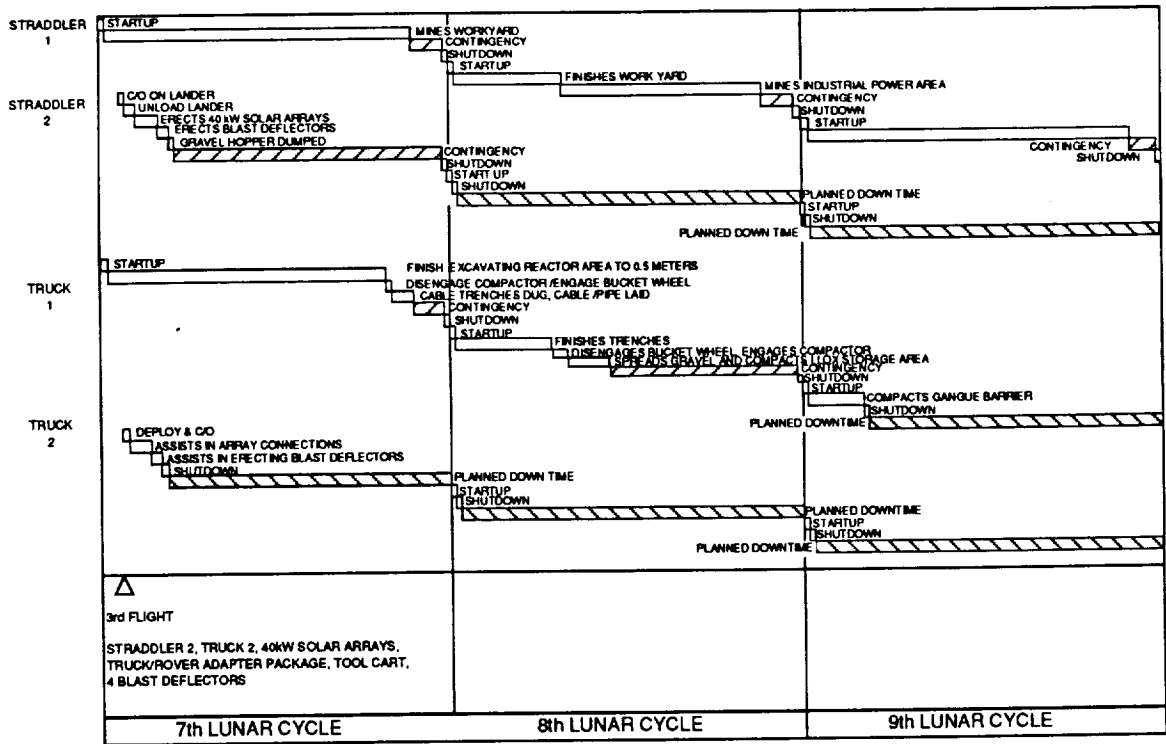 STRADDLER
1
STARTUP
MINES WORKYARD
CONTINGENCY
SHUTDOWN
STARTUP
FINISHES WORK YARD
MINES INDUSTRIAL POWER AREA
CONTINGENCY
SHUTDOWN
STARTUP
CONTINGENCY
SHUTDOWN
STRADDLER
2
C/O ON LANDER
UNLOAD LANDER
ERECTS 40 kW SOLAR ARRAYS
ERECTS BLAST DEFLECTORS
GRAVEL HOPPER DUMPED
CONTINGENCY
SHUTDOWN
START UP
SHUTDOWN
PLANNED DOWN TIME
STARTUP
SHUTDOWN
PLANNED DOWN TIME
TRUCK
1
STARTUP
FINISH EXCAVATING REACTOR AREA TO 0.5 METERS
DISENGAGE COMPACTOR /ENGAGE BUCKET WHEEL
CABLE TRENCHES DUG, CABLE /PIPE LAID
CONTINGENCY
SHUTDOWN
STARTUP
FINISHES TRENCHES
DISENGAGES BUCKET WHEEL, ENGAGES COMPACTOR
SPREADS GRAVEL AND COMPACTS LLOX STORAGE AREA
CONTINGENCY
SHUTDOWN
STARTUP
COMPACTS GANGUE BARRIER
SHUTDOWN
PLANNED DOWNTIME
TRUCK
2
DEPLOY & C/O
ASSISTS IN ARRAY CONNECTIONS
ASSISTS IN ERECTING BLAST DEFLECTORS
SHUTDOWN
PLANNED DOWN TIME
STARTUP
SHUTDOWN
PLANNED DOWNTIME
STARTUP
SHUTDOWN
PLANNED DOWNTIME
3rd FLIGHT
STRADDLER 2, TRUCK 2, 40kW SOLAR ARRAYS,
TRUCK/ROVER ADAPTER PACKAGE, TOOL CART,
4 BLAST DEFLECTORS
7th LUNAR CYCLE
8th LUNAR CYCLE
9th LUNAR CYCLE